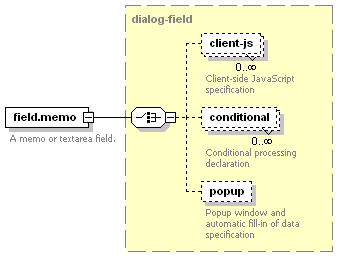 dialog-field
client-js
0..∞
Client-side JavaScript
specification
field.memo
A memo or textarea field.
conditional
0..∞
Conditional processing
declaration
popup
Popup window and
automatic fill-in of data
specification